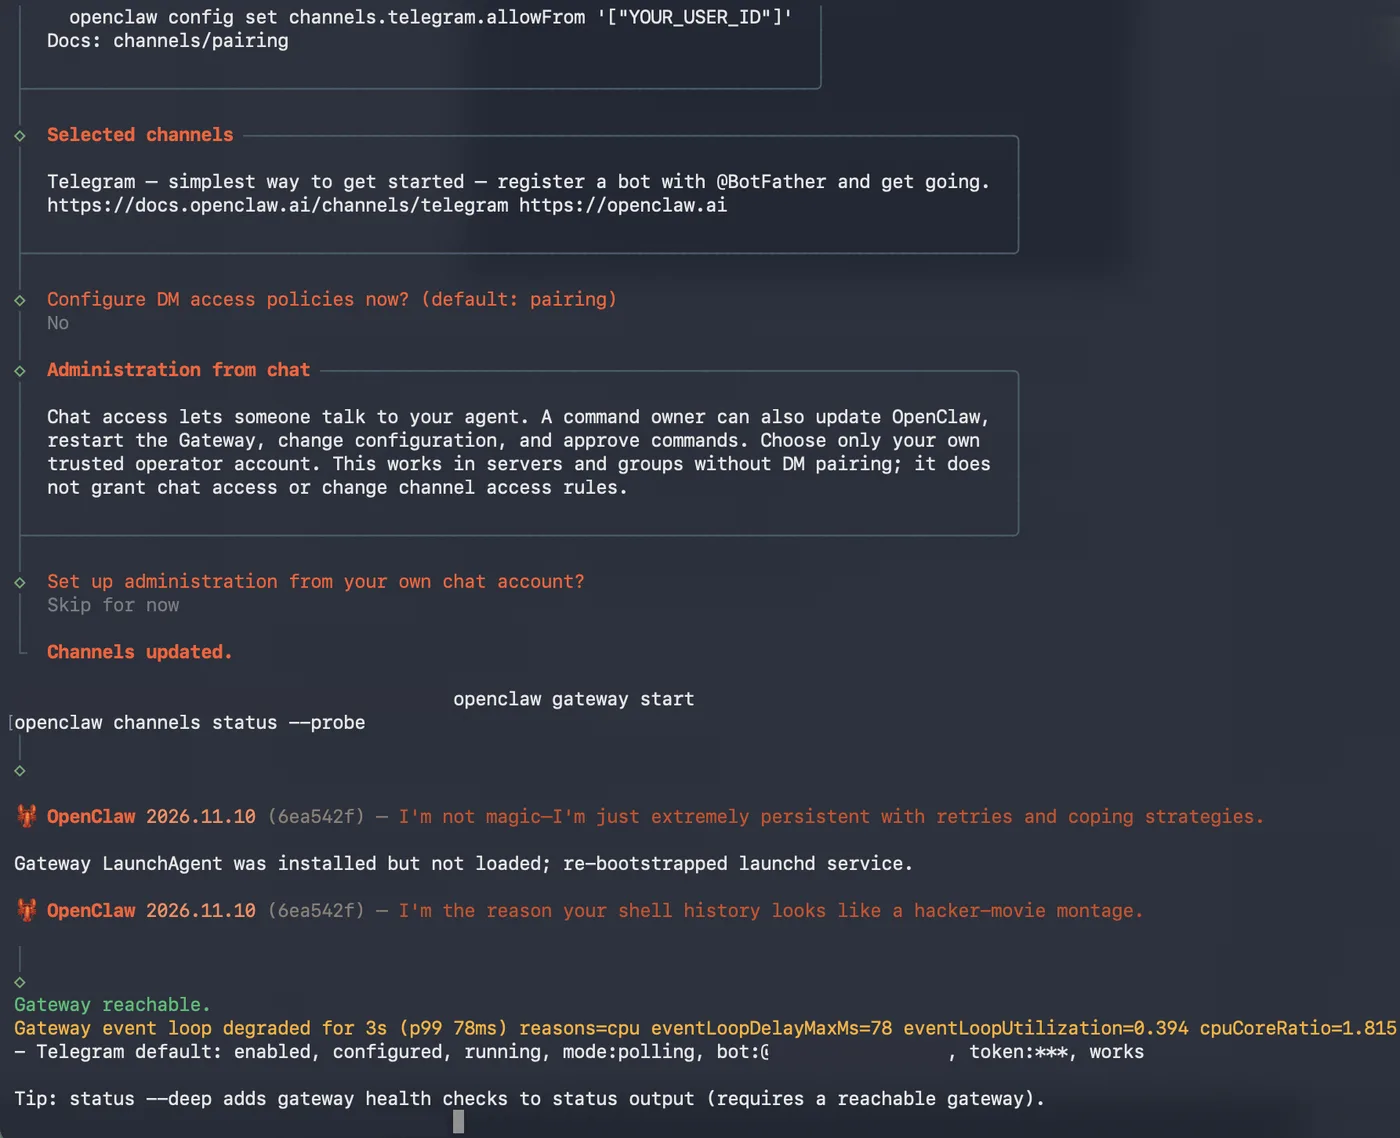 openclaw config set channels.telegram.allowFrom '["YOUR_USER_ID"]'
Docs: channels/pairing
Selected channels
Telegram — simplest way to get started — register a bot with @BotFather and get going.
https://docs.openclaw.ai/channels/telegram https://openclaw.ai
Configure DM access policies now? (default: pairing)
No
Administration from chat
Chat access lets someone talk to your agent. A command owner can also update OpenClaw,
restart the Gateway, change configuration, and approve commands. Choose only your own
trusted operator account. This works in servers and groups without DM pairing; it does
not grant chat access or change channel access rules.
Set up administration from your own chat account?
Skip for now
Channels updated.
openclaw gateway start
[openclaw channels status --probe
🦞 OpenClaw 2026.11.10 (6ea542f) — I'm not magic—I'm just extremely persistent with retries and coping strategies.
Gateway LaunchAgent was installed but not loaded; re-bootstrapped launchd service.
🦞 OpenClaw 2026.11.10 (6ea542f) — I'm the reason your shell history looks like a hacker-movie montage.
Gateway reachable.
Gateway event loop degraded for 3s (p99 78ms) reasons=cpu eventLoopDelayMaxMs=78 eventLoopUtilization=0.394 cpuCoreRatio=1.815
- Telegram default: enabled, configured, running, mode:polling, bot:@ , token:***, works
Tip: status --deep adds gateway health checks to status output (requires a reachable gateway).